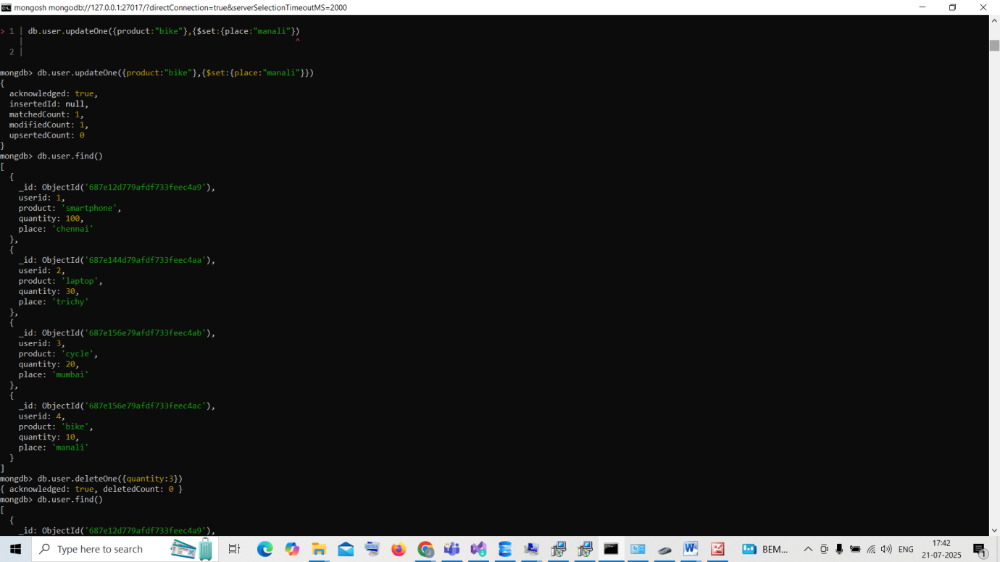 mongosh mongodb://127.0.0.1:27017/?directConnection=true&serverSelectionTimeoutMS=2000
> 1 | db.user.updateOne({product:"bike"},{$set:{place:"manali"})
| ^
2 |
mongdb> db.user.updateOne({product:"bike"},{$set:{place:"manali"}})
{
acknowledged: true,
insertedId: null,
matchedCount: 1,
modifiedCount: 1,
upsertedCount: 0
}
mongdb> db.user.find()
[
{
_id: ObjectId('687e12d779afdf733feec4a9'),
userid: 1,
product: 'smartphone',
quantity: 100,
place: 'chennai'
},
{
_id: ObjectId('687e144d79afdf733feec4aa'),
userid: 2,
product: 'laptop',
quantity: 30,
place: 'trichy'
},
{
_id: ObjectId('687e156e79afdf733feec4ab'),
userid: 3,
product: 'cycle',
quantity: 20,
place: 'mumbai'
},
{
_id: ObjectId('687e156e79afdf733feec4ac'),
userid: 4,
product: 'bike',
quantity: 10,
place: 'manali'
}
]
mongdb> db.user.deleteOne({quantity:3})
{ acknowledged: true, deletedCount: 0 }
mongdb> db.user.find()
[
{
_id: ObjectId('687e12d779afdf733feec4a9'),
Type here to search
BEM...
ENG
17:42
21-07-2025
1